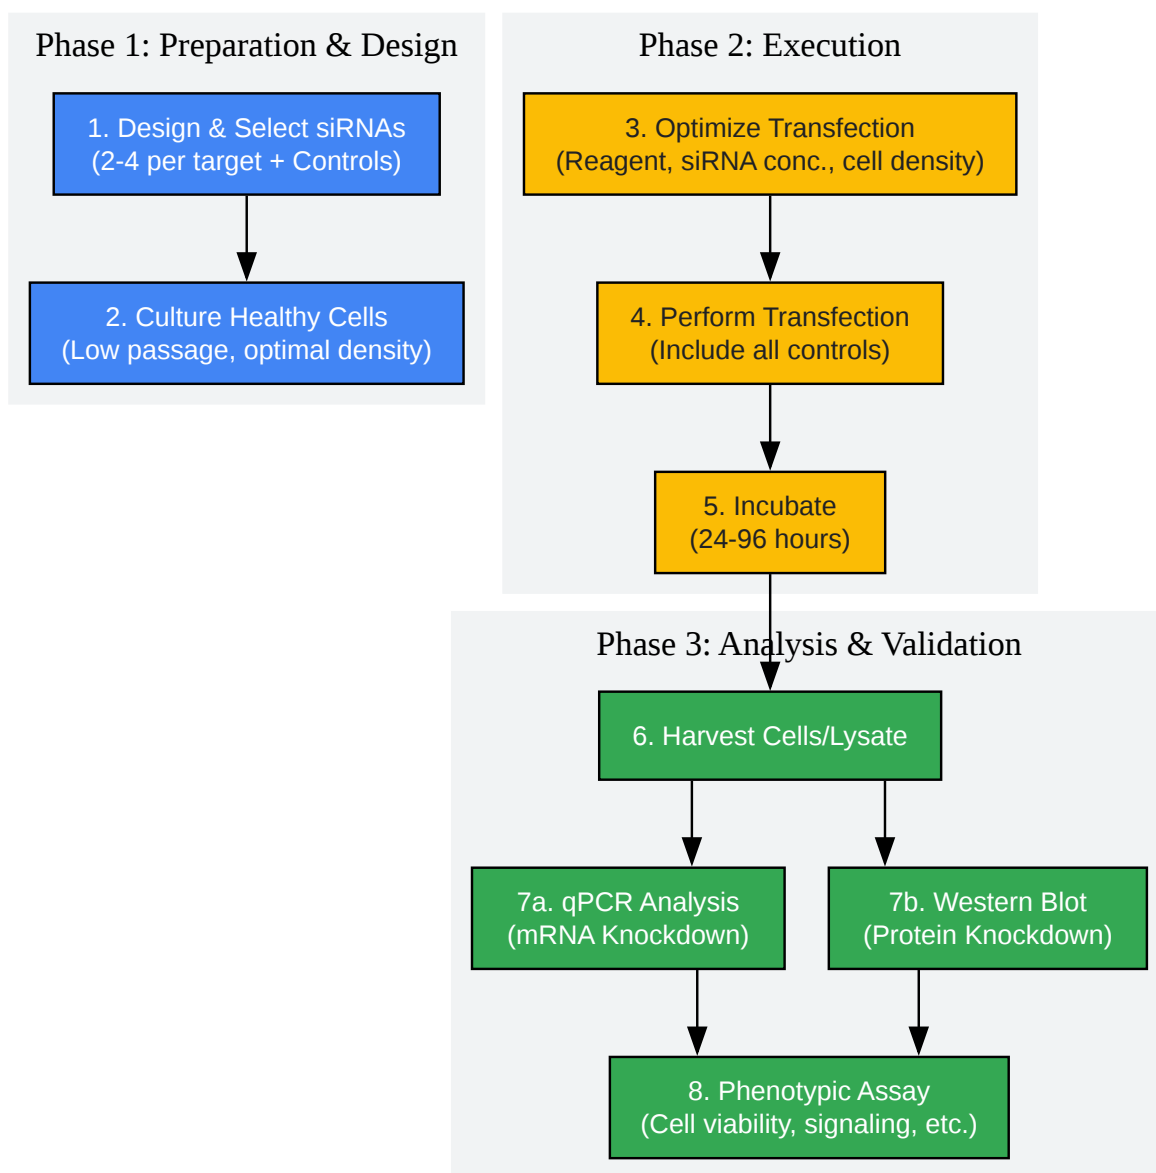 Phase 1: Preparation & Design
1. Design & Select siRNAs
(2-4 per target + Controls)
2. Culture Healthy Cells
(Low passage, optimal density)
Phase 2: Execution
3. Optimize Transfection
(Reagent, siRNA conc., cell density)
4. Perform Transfection
(Include all controls)
5. Incubate
(24-96 hours)
Phase 3: Analysis & Validation
6. Harvest Cells/Lysate
7a. qPCR Analysis
(mRNA Knockdown)
7b. Western Blot
(Protein Knockdown)
8. Phenotypic Assay
(Cell viability, signaling, etc.)